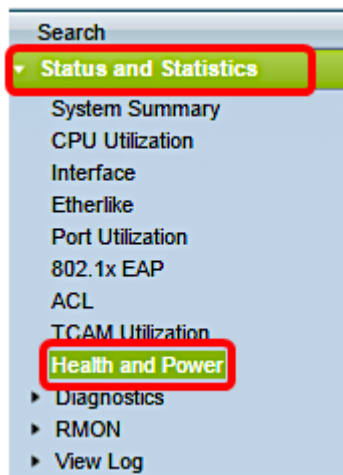 Search
Status and Statistics
System Summary
CPU Utilization
Interface
Etherlike
Port Utilization
802.1x EAP
ACL
TCAM Utilization
Health and Power
Diagnostics
RMON
View Log